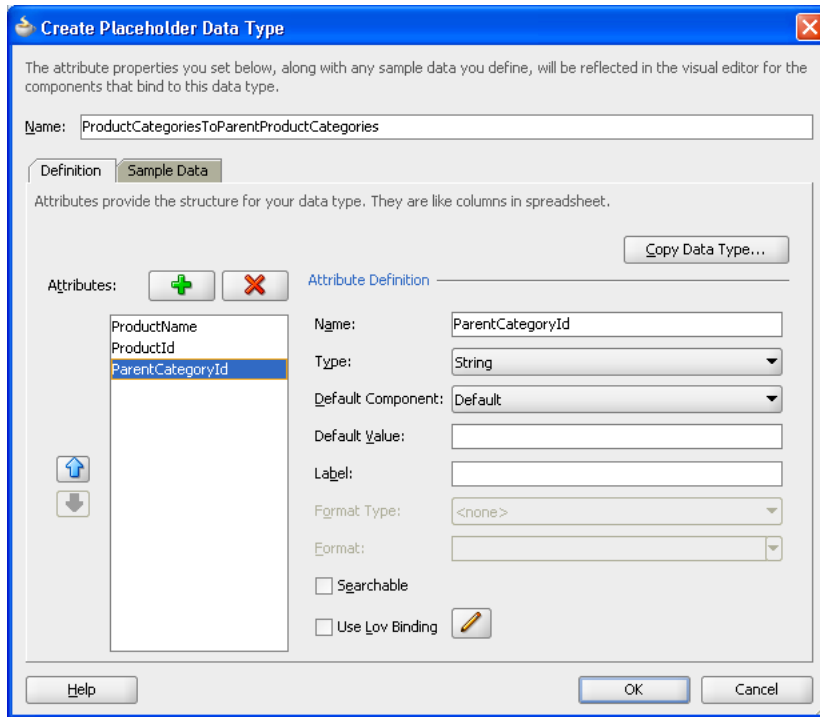 Create Placeholder Data Type
The attribute properties you set below, along with any sample data you define, will be reflected in the visual editor for the
components that bind to this data type.
Name: ProductCategoriesToParentProductCategories
Definition Sample Data
Attributes provide the structure for your data type. They are like columns in spreadsheet.
Copy Data Type...
Attributes: Attribute Definition
ProductName
ProductId
ParentCategoryId
Name: ParentCategoryId
Type: String
Default Component: Default
Default Value:
Label:
Format Type: <none>
Format:
Searchable
Use Lov Binding
Help OK Cancel